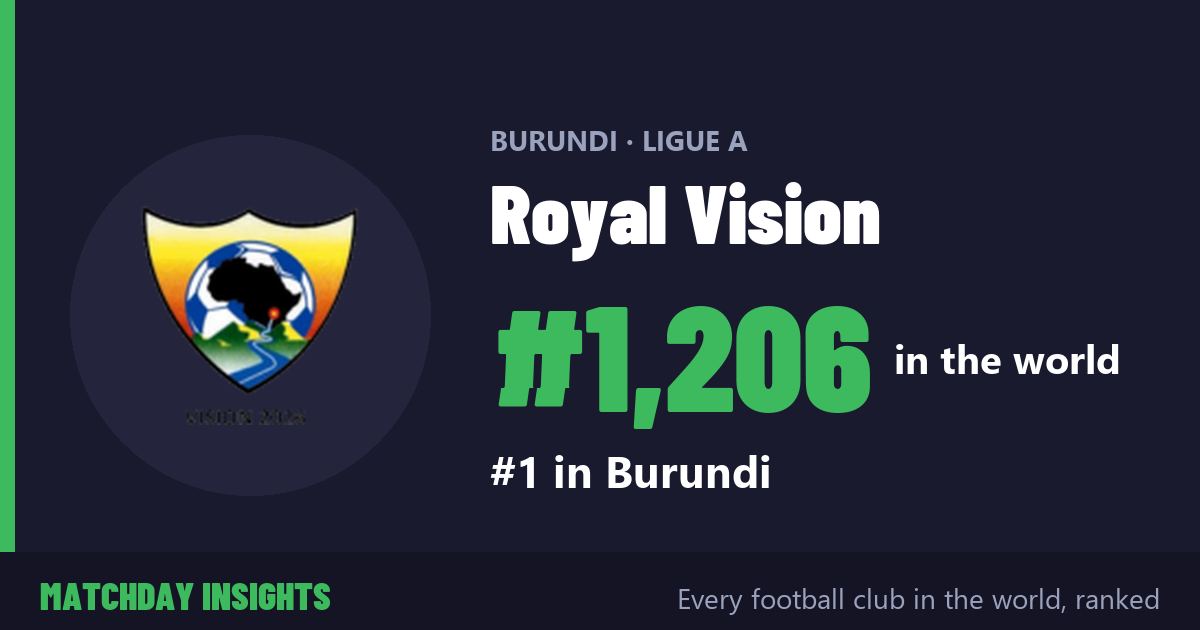 BURUNDI · LIGUE A
Royal Vision
#1,206 in the world
#1 in Burundi
VISION
MATCHDAY INSIGHTS
Every football club in the world, ranked